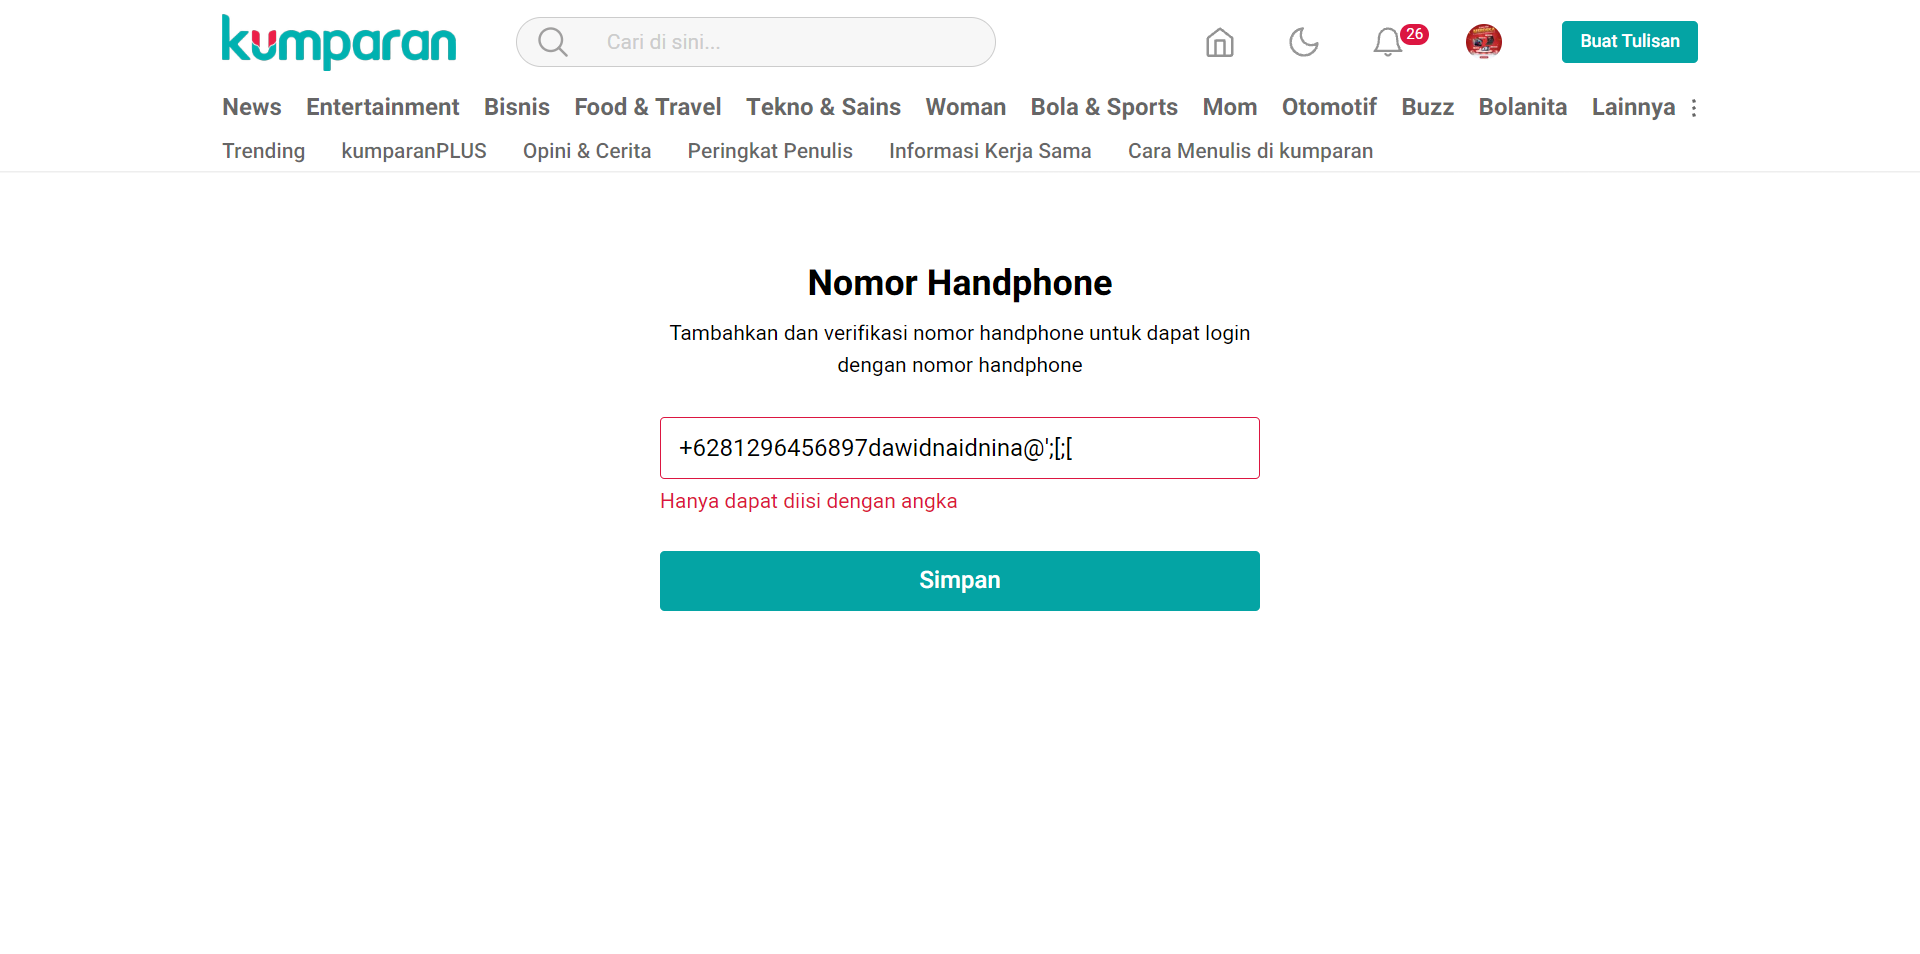 kumparan
Cari di sini...
26
Buat Tulisan
News Entertainment Bisnis Food & Travel Tekno & Sains Woman Bola & Sports Mom Otomotif Buzz Bolanita Lainnya
Trending kumparanPLUS Opini & Cerita Peringkat Penulis Informasi Kerja Sama Cara Menulis di kumparan
Nomor Handphone
Tambahkan dan verifikasi nomor handphone untuk dapat login
dengan nomor handphone
+6281296456897dawidnaidnina@';[;[
Hanya dapat diisi dengan angka
Simpan